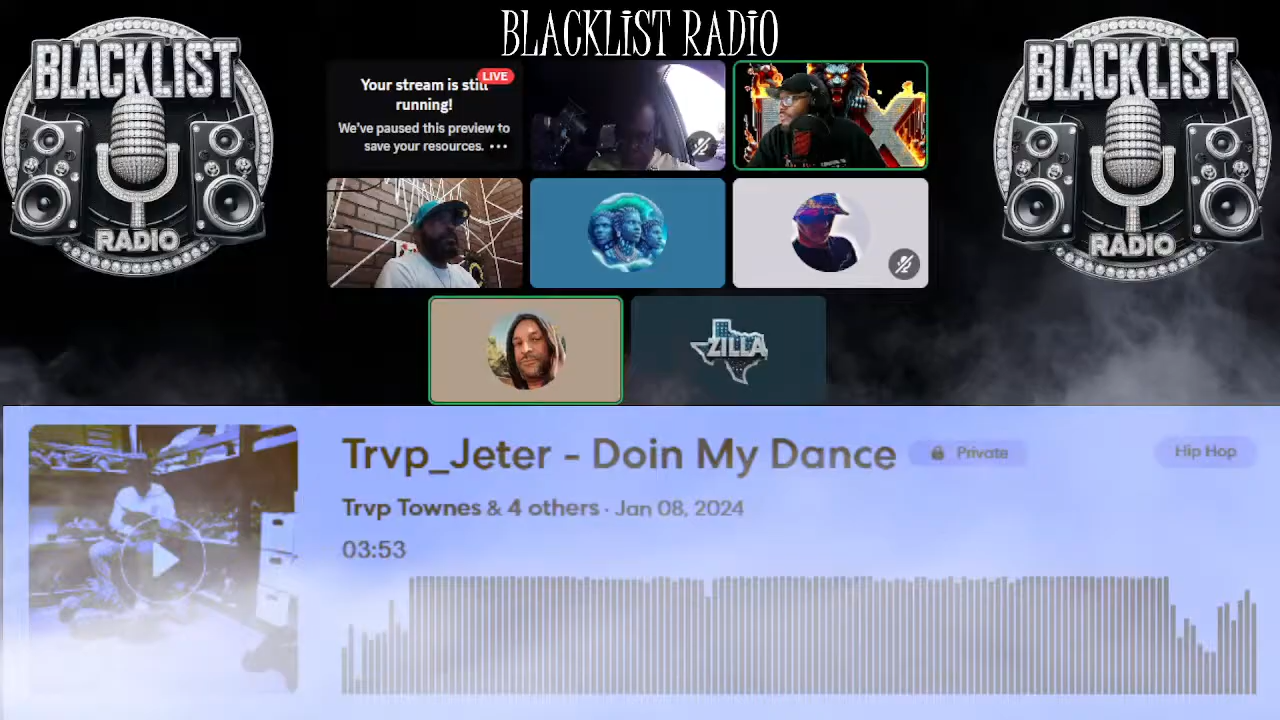 BLACKLIST RADIO
BLACKLIST
RADIO
BLACKLIST
RADIO
LIVE
Your stream is still
running!
We've paused this preview to
save your resources. •••
X
ZILLA
Trvp_Jeter - Doin My Dance
Private
Hip Hop
Trvp Townes & 4 others · Jan 08, 2024
03:53